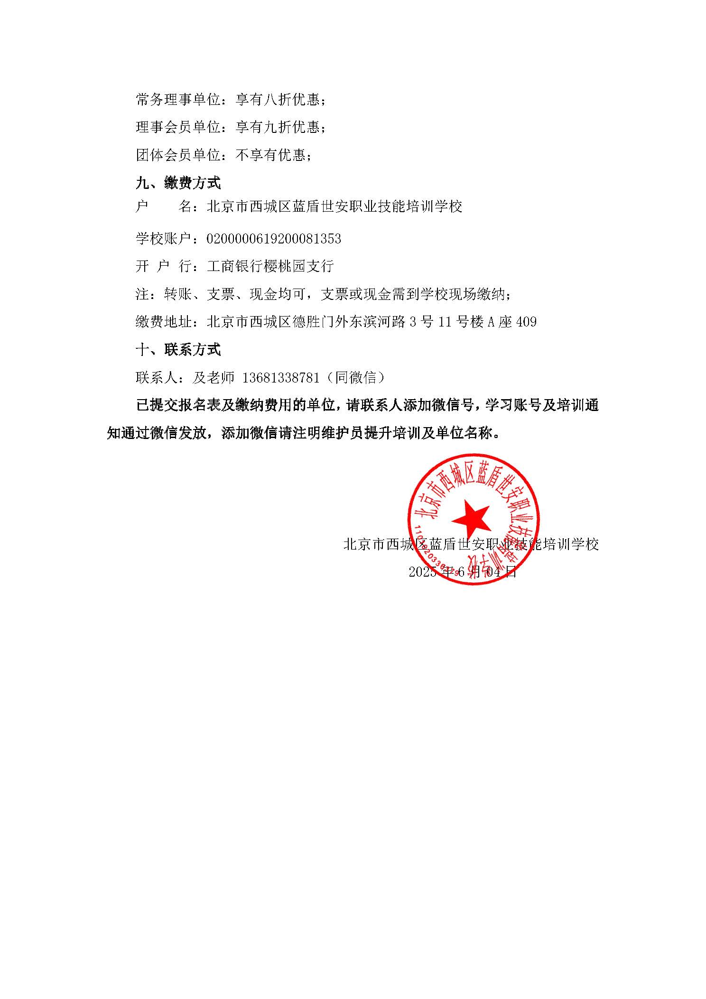 常务理事单位：享有八折优惠；
理事会员单位：享有九折优惠；
团体会员单位：不享有优惠；
九、缴费方式
户　　名：北京市西城区蓝盾世安职业技能培训学校
学校账户：0200000619200081353
开 户 行：工商银行樱桃园支行
注：转账、支票、现金均可，支票或现金需到学校现场缴纳；
缴费地址：北京市西城区德胜门外东滨河路 3 号 11 号楼 A 座 409
十、联系方式
联系人：及老师 13681338781（同微信）
已提交报名表及缴纳费用的单位，请联系人添加微信号，学习账号及培训通
知通过微信发放，添加微信请注明维护员提升培训及单位名称。
北京市西城区蓝盾世安职业技能培训学校
北京市西城区蓝盾世安职业技能培训学校
2025 年 6 月 04 日